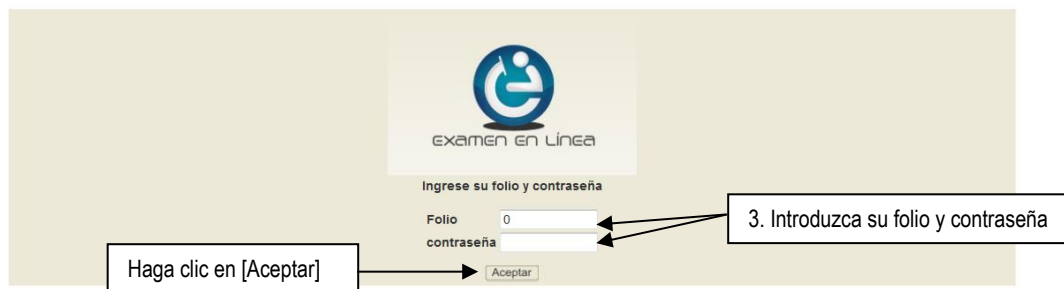 examen en Línea
Ingrese su folio y contraseña
Folio 0
3. Introduzca su folio y contraseña
contraseña
Haga clic en [Aceptar]
Aceptar